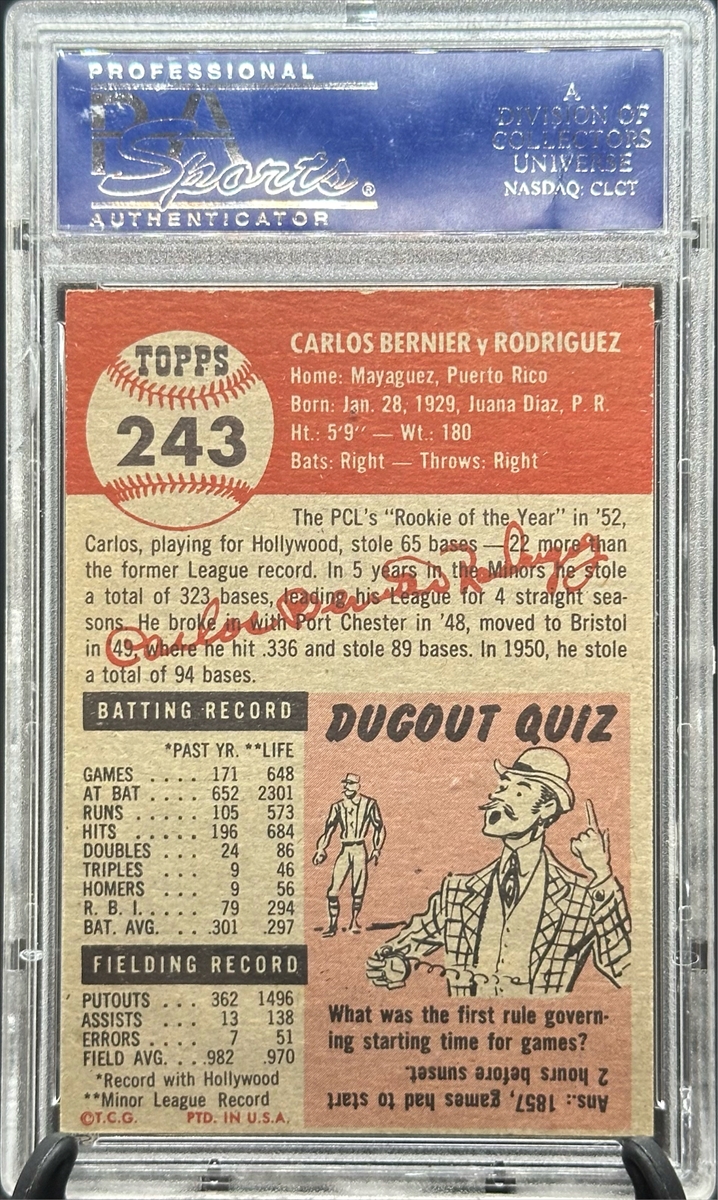 PROFESSIONAL
PSA
Sports®
AUTHENTICATOR
A
DIVISION OF
COLLECTORS
UNIVERSE
NASDAQ: CLCT
TOPPS
243
CARLOS BERNIER y RODRIGUEZ
Home: Mayaguez, Puerto Rico
Born: Jan. 28, 1929, Juana Diaz, P. R.
Ht.: 5'9" — Wt.: 180
Bats: Right — Throws: Right
The PCL's "Rookie of the Year" in '52,
Carlos, playing for Hollywood, stole 65 bases — 22 more than
the former League record. In 5 years in the Minors he stole
a total of 323 bases, leading his League for 4 straight sea-
sons. He broke in with Port Chester in '48, moved to Bristol
in '49, where he hit .336 and stole 89 bases. In 1950, he stole
a total of 94 bases.
Carlos Bernier Rodriguez
BATTING RECORD
*PAST YR. **LIFE
GAMES .... 171 648
AT BAT .... 652 2301
RUNS ..... 105 573
HITS ..... 196 684
DOUBLES ... 24 86
TRIPLES ... 9 46
HOMERS ... 9 56
R. B. I. .... 79 294
BAT. AVG. .. .301 .297
FIELDING RECORD
PUTOUTS ... 362 1496
ASSISTS ... 13 138
ERRORS ... 7 51
FIELD AVG. .. .982 .970
*Record with Hollywood
**Minor League Record
©T.C.G. PTD. IN U.S.A.
DUGOUT QUIZ
What was the first rule govern-
ing starting time for games?
Ans.: 1857, games had to start
2 hours before sunset.